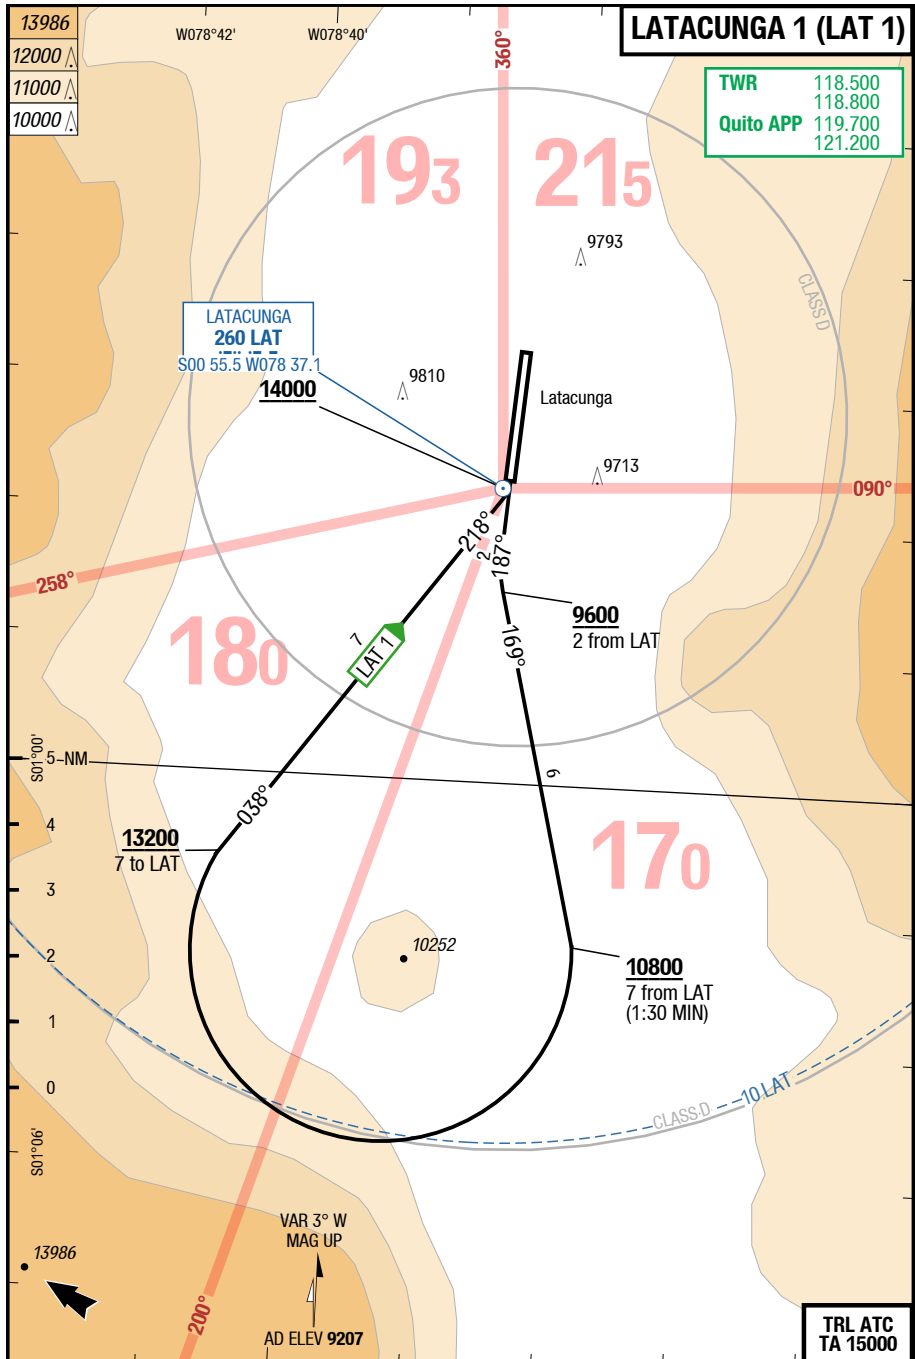 13986
12000
11000
10000
W078°42'
W078°40'
360°
LATACUNGA 1 (LAT 1)
TWR 118.500
118.800
Quito APP 119.700
121.200
193
215
9793
CLASS D
LATACUNGA
260 LAT
S00 55.5 W078 37.1
14000
9810
Latacunga
9713
090°
258°
218°
2
187°
9600
2 from LAT
180
7
LAT 1
169°
S01°00'
5 NM
6
038°
4
13200
7 to LAT
170
3
10252
2
10800
7 from LAT
(1:30 MIN)
1
0
10 LAT
CLASS D
S01°06'
VAR 3° W
MAG UP
13986
200°
AD ELEV 9207
TRL ATC
TA 15000